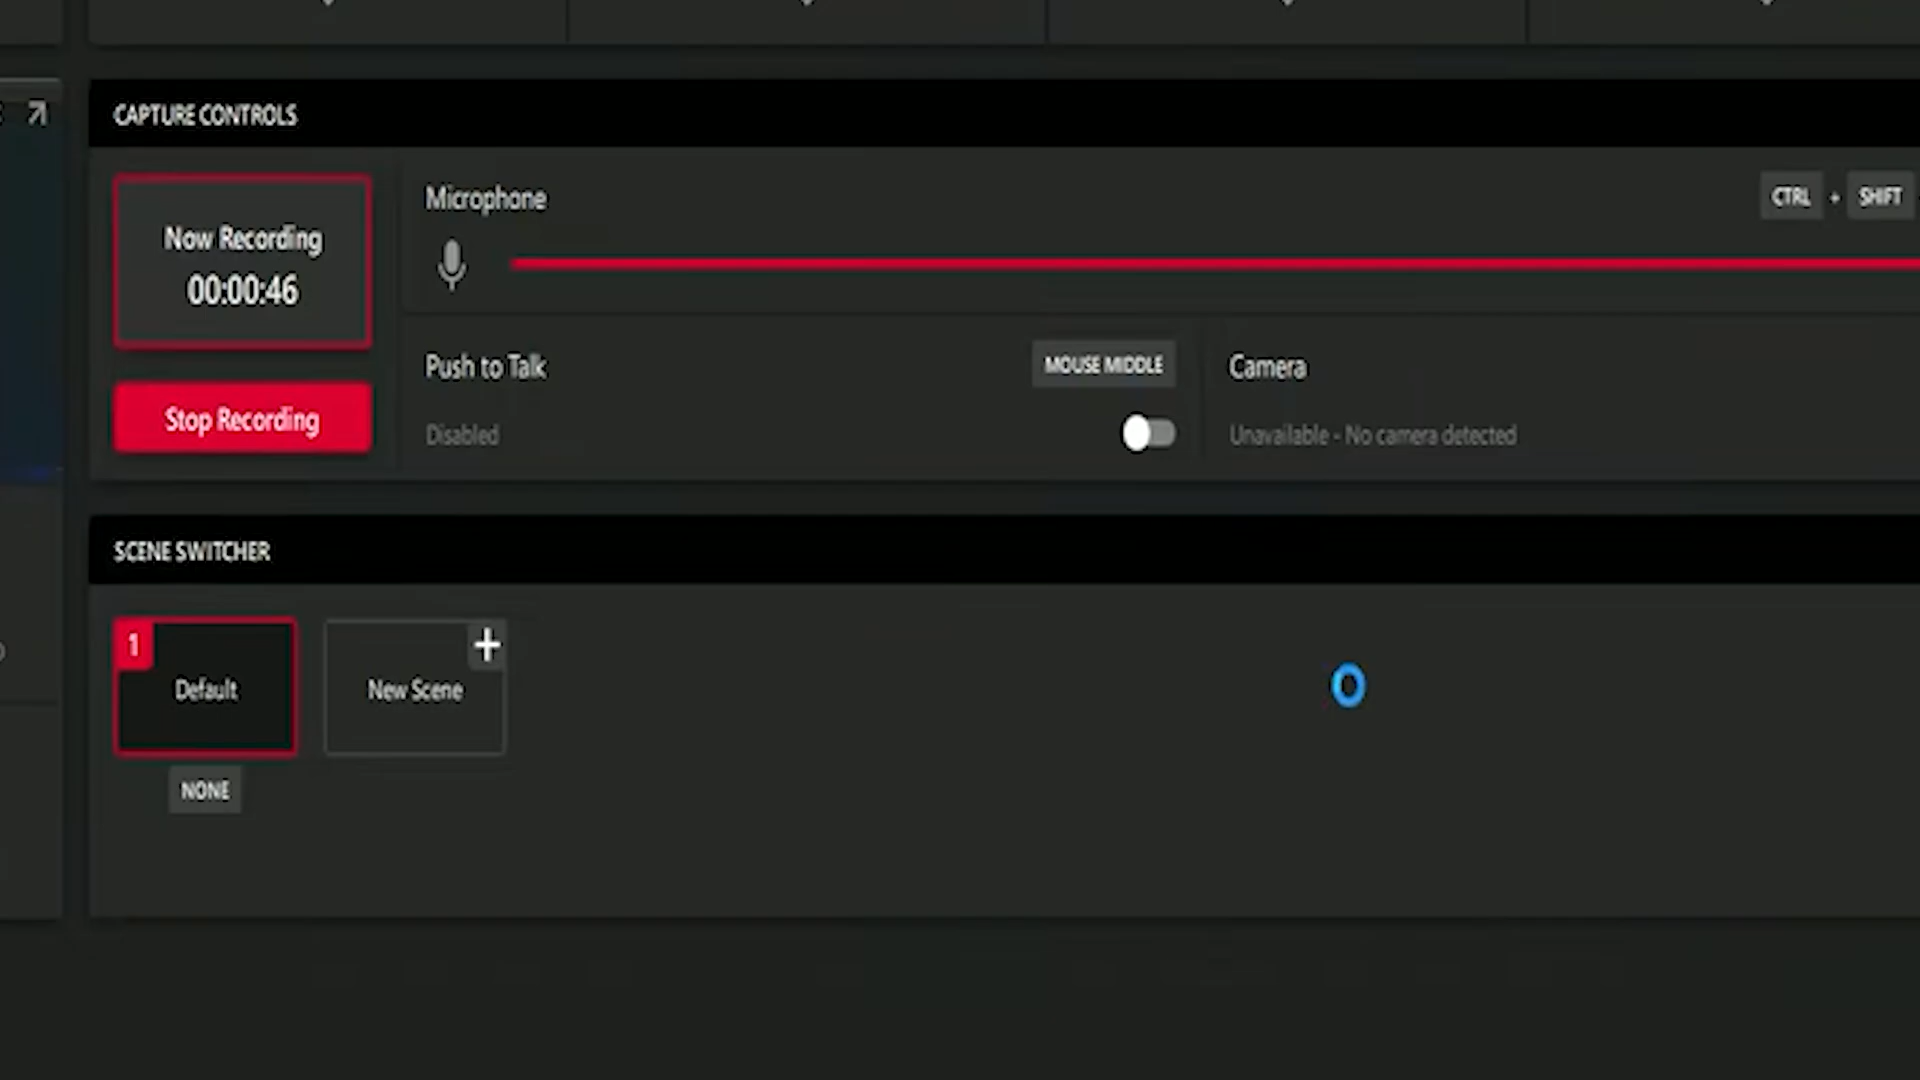 CAPTURE CONTROLS
Now Recording
00:00:46
Stop Recording
Microphone
CTRL + SHIFT
Push to Talk
MOUSE MIDDLE
Disabled
Camera
Unavailable - No camera detected
SCENE SWITCHER
1
Default
New Scene
NONE